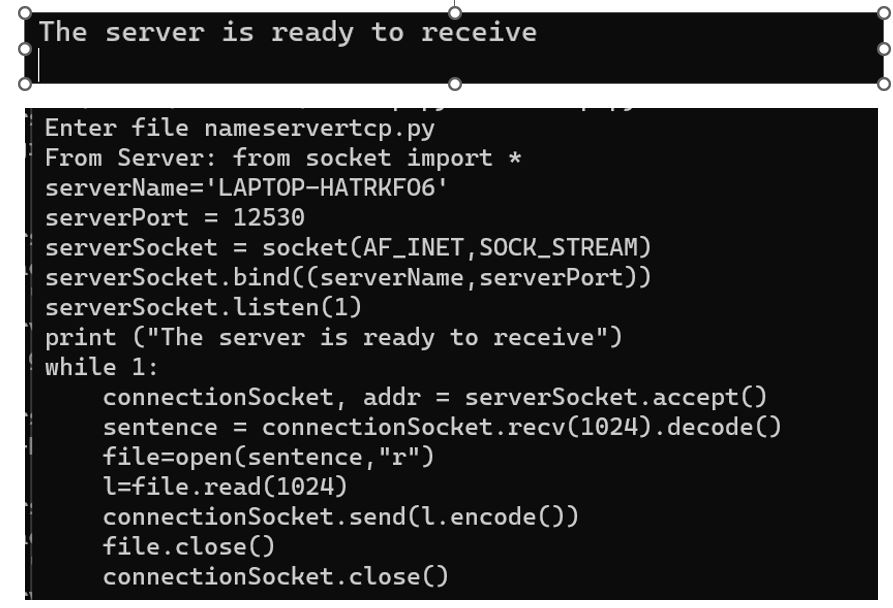 The server is ready to receive
Enter file nameservertcp.py
From Server: from socket import *
serverName='LAPTOP-HATRKFO6'
serverPort = 12530
serverSocket = socket(AF_INET,SOCK_STREAM)
serverSocket.bind((serverName,serverPort))
serverSocket.listen(1)
print ("The server is ready to receive")
while 1:
    connectionSocket, addr = serverSocket.accept()
    sentence = connectionSocket.recv(1024).decode()
    file=open(sentence,"r")
    l=file.read(1024)
    connectionSocket.send(l.encode())
    file.close()
    connectionSocket.close()